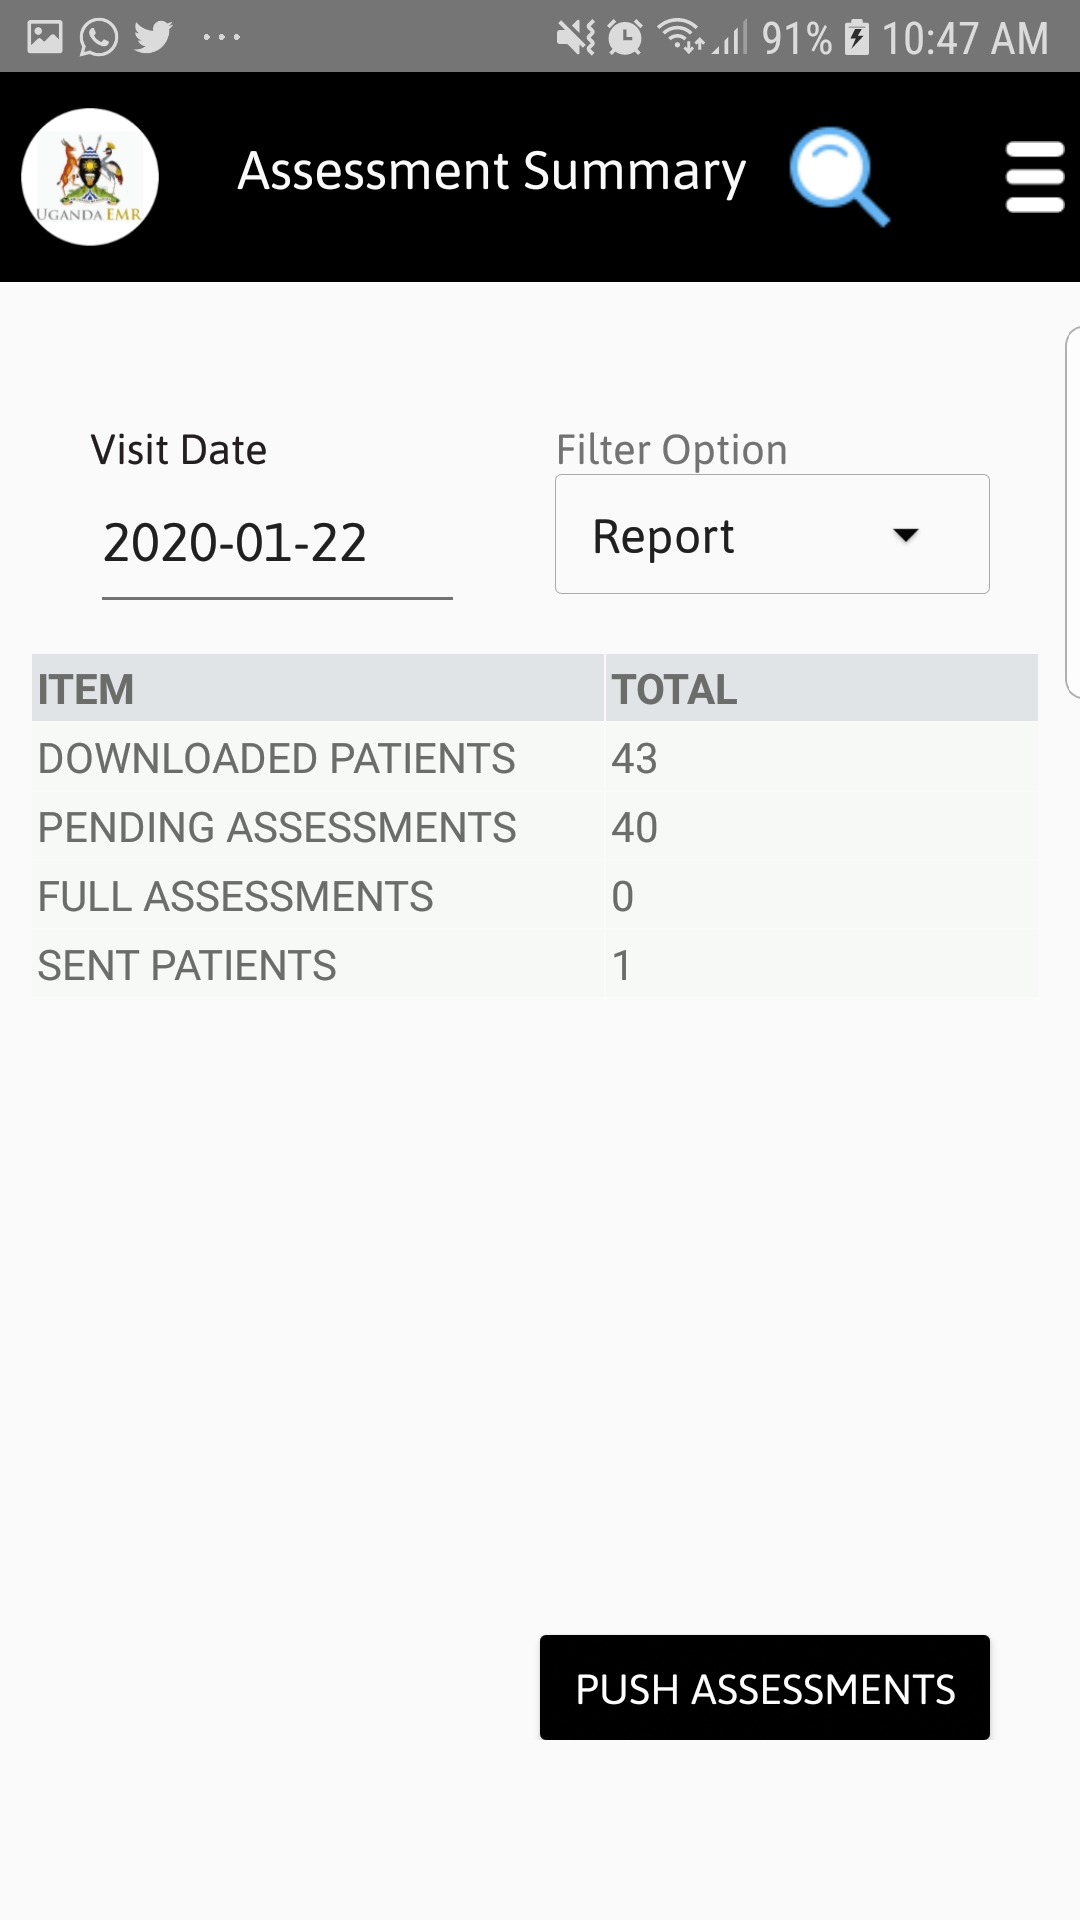 91% 10:47 AM
UGANDA EMR
Assessment Summary
Visit Date
Filter Option
2020-01-22
Report
ITEM TOTAL
DOWNLOADED PATIENTS 43
PENDING ASSESSMENTS 40
FULL ASSESSMENTS 0
SENT PATIENTS 1
PUSH ASSESSMENTS